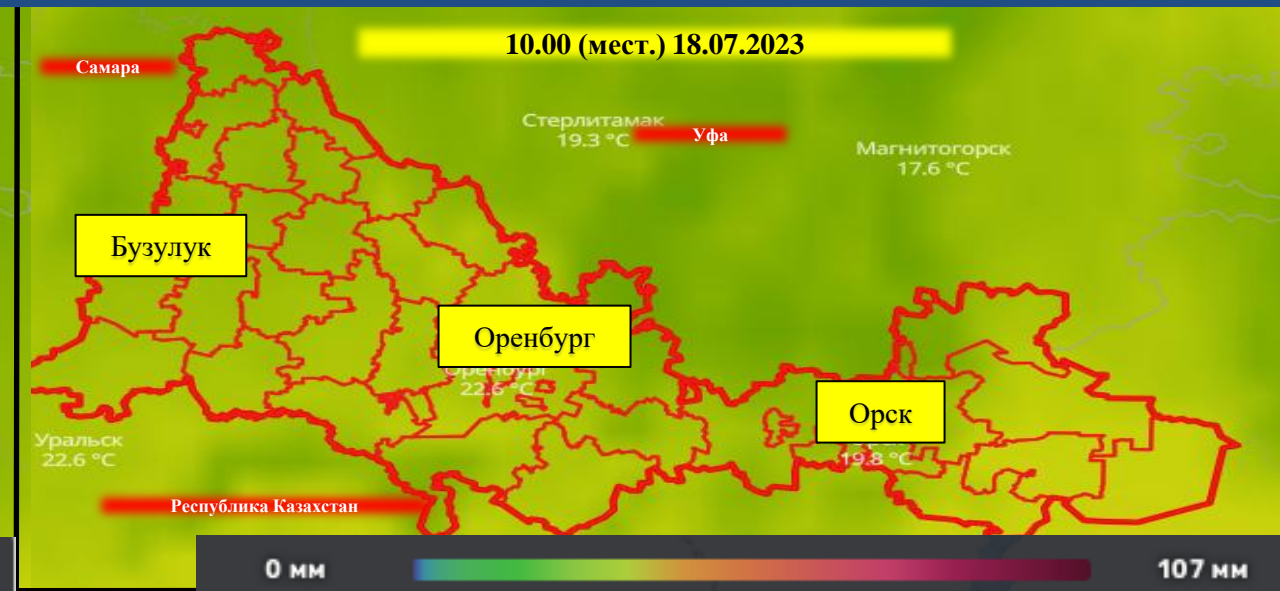 10.00 (мест.) 18.07.2023
Самара
Стерлитамак
19.3 °C
Уфа
Магнитогорск
17.6 °C
Бузулук
Оренбург
Оренбург
22.6 °C
Орск
19.8 °C
Уральск
22.6 °C
Республика Казахстан
0 мм
107 мм